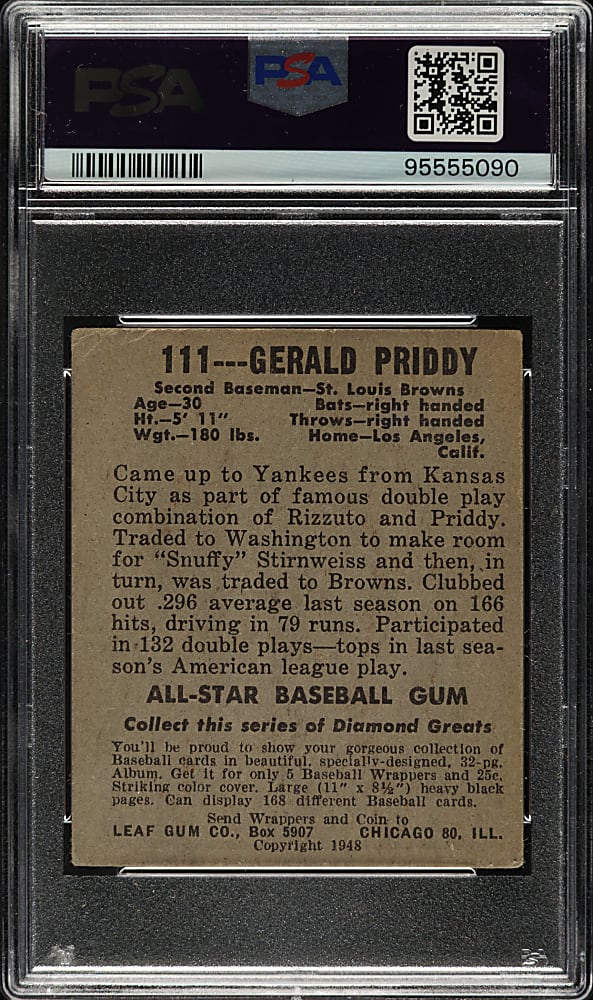 PSA PSA
95555090
111---GERALD PRIDDY
Second Baseman—St. Louis Browns
Age—30 Bats—right handed
Ht.—5' 11" Throws—right handed
Wgt.—180 lbs. Home—Los Angeles,
Calif.
Came up to Yankees from Kansas
City as part of famous double play
combination of Rizzuto and Priddy.
Traded to Washington to make room
for "Snuffy" Stirnweiss and then, in
turn, was traded to Browns. Clubbed
out .296 average last season on 166
hits, driving in 79 runs. Participated
in 132 double plays—tops in last sea-
son's American league play.
ALL-STAR BASEBALL GUM
Collect this series of Diamond Greats
You'll be proud to show your gorgeous collection of
Baseball cards in beautiful, specially-designed, 32-pg.
Album. Get it for only 5 Baseball Wrappers and 25c.
Striking color cover. Large (11" x 8½") heavy black
pages. Can display 168 different Baseball cards.
Send Wrappers and Coin to
LEAF GUM CO., Box 5907 CHICAGO 80, ILL.
Copyright 1948